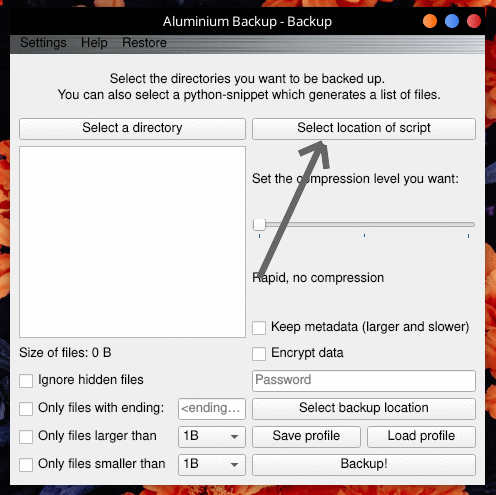 Aluminium Backup - Backup
Settings Help Restore
Select the directories you want to be backed up.
You can also select a python-snippet which generates a list of files.
Select a directory
Select location of script
Set the compression level you want:
Rapid, no compression
Keep metadata (larger and slower)
Size of files: 0 B
Encrypt data
Ignore hidden files
Password
Only files with ending:
<ending...
Select backup location
Only files larger than
1B
Save profile
Load profile
Only files smaller than
1B
Backup!